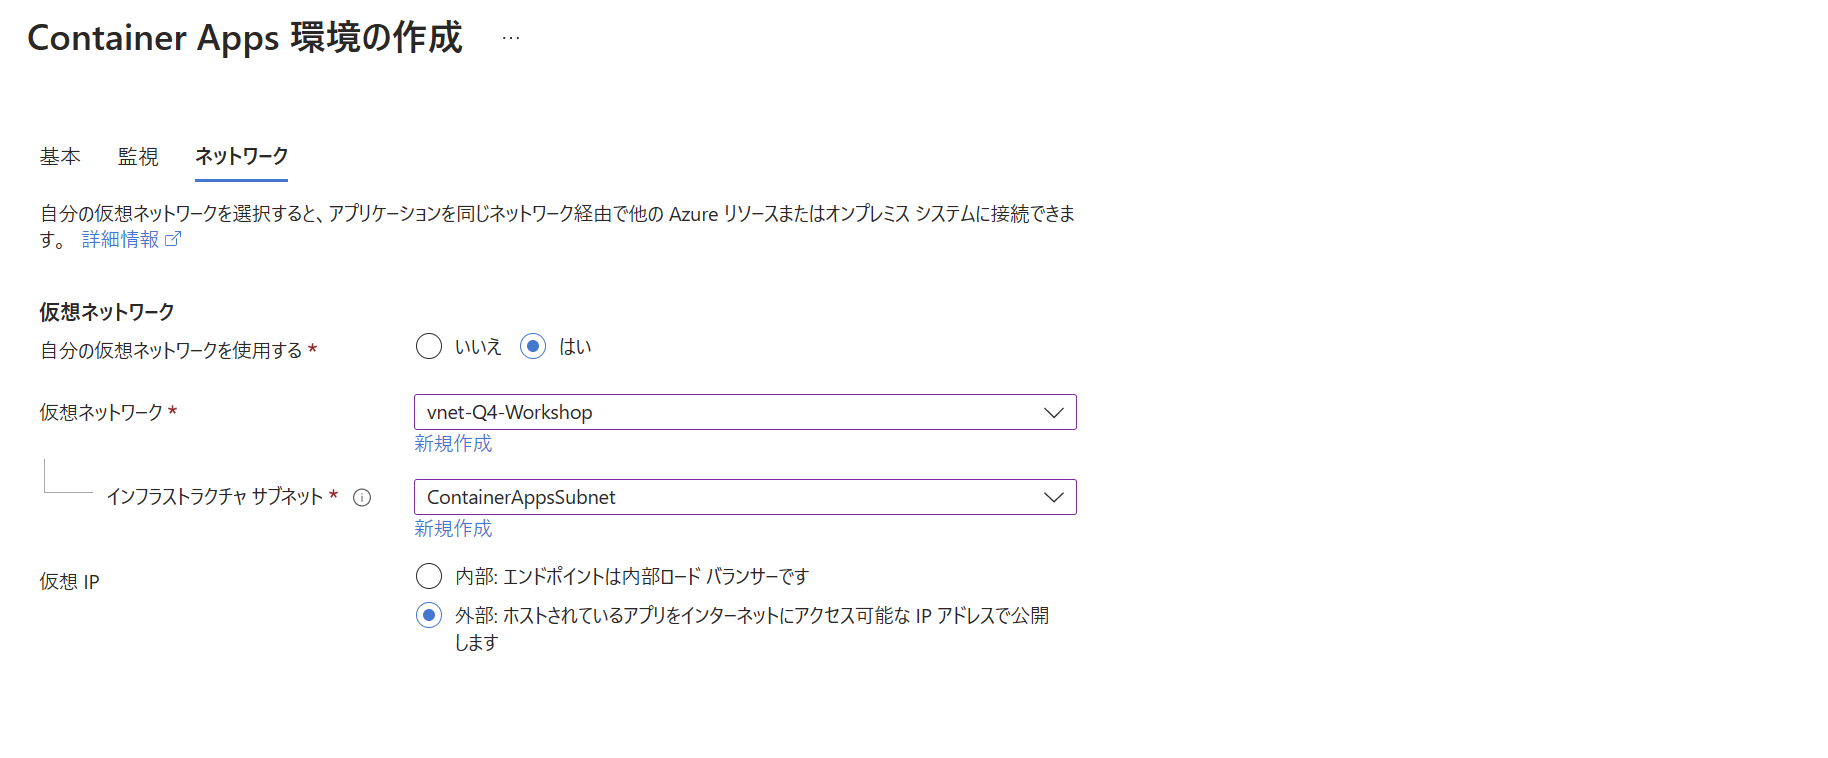 Container Apps 環境の作成 ...
基本 監視 ネットワーク
自分の仮想ネットワークを選択すると、アプリケーションを同じネットワーク経由で他の Azure リソースまたはオンプレミス システムに接続できま
す。 詳細情報
仮想ネットワーク
自分の仮想ネットワークを使用する * いいえ はい
仮想ネットワーク * vnet-Q4-Workshop
新規作成
インフラストラクチャ サブネット * ContainerAppsSubnet
新規作成
仮想 IP 内部: エンドポイントは内部ロード バランサーです
外部: ホストされているアプリをインターネットにアクセス可能な IP アドレスで公開
します